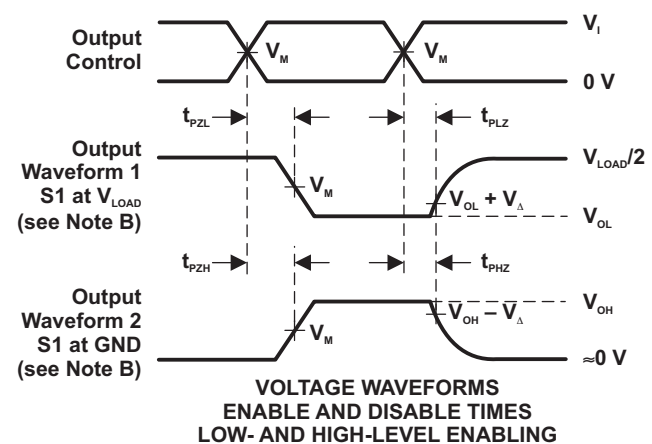 Output
Control
V_M
V_M
V_I
0 V
t_PZL
t_PLZ
Output
Waveform 1
S1 at V_LOAD
(see Note B)
V_M
V_OL + V_Δ
V_LOAD/2
V_OL
t_PZH
t_PHZ
Output
Waveform 2
S1 at GND
(see Note B)
V_M
V_OH – V_Δ
V_OH
≈0 V
VOLTAGE WAVEFORMS
ENABLE AND DISABLE TIMES
LOW- AND HIGH-LEVEL ENABLING